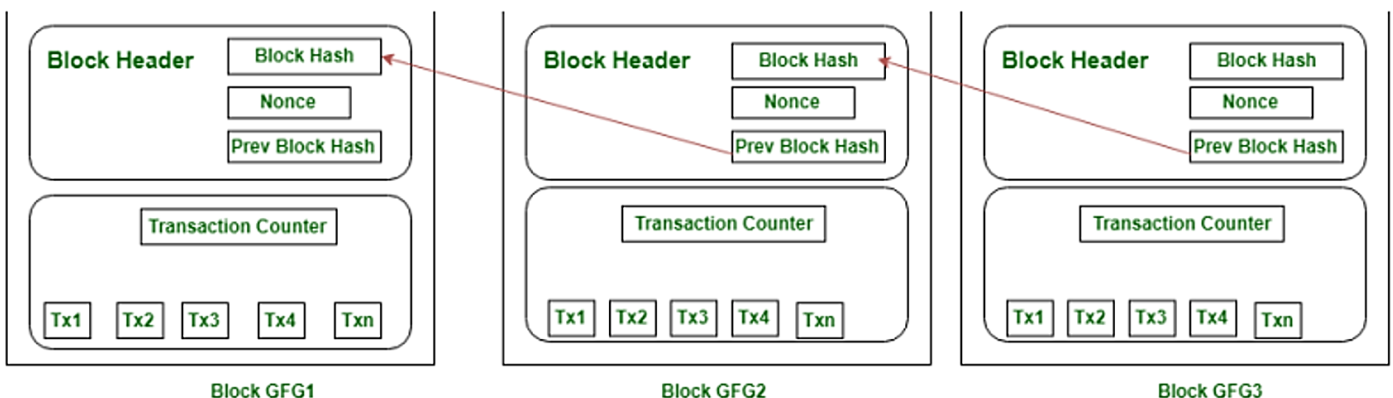 Block Header
Block Hash
Nonce
Prev Block Hash
Transaction Counter
Tx1 Tx2 Tx3 Tx4 Txn
Block GFG1
Block Header
Block Hash
Nonce
Prev Block Hash
Transaction Counter
Tx1 Tx2 Tx3 Tx4 Txn
Block GFG2
Block Header
Block Hash
Nonce
Prev Block Hash
Transaction Counter
Tx1 Tx2 Tx3 Tx4 Txn
Block GFG3